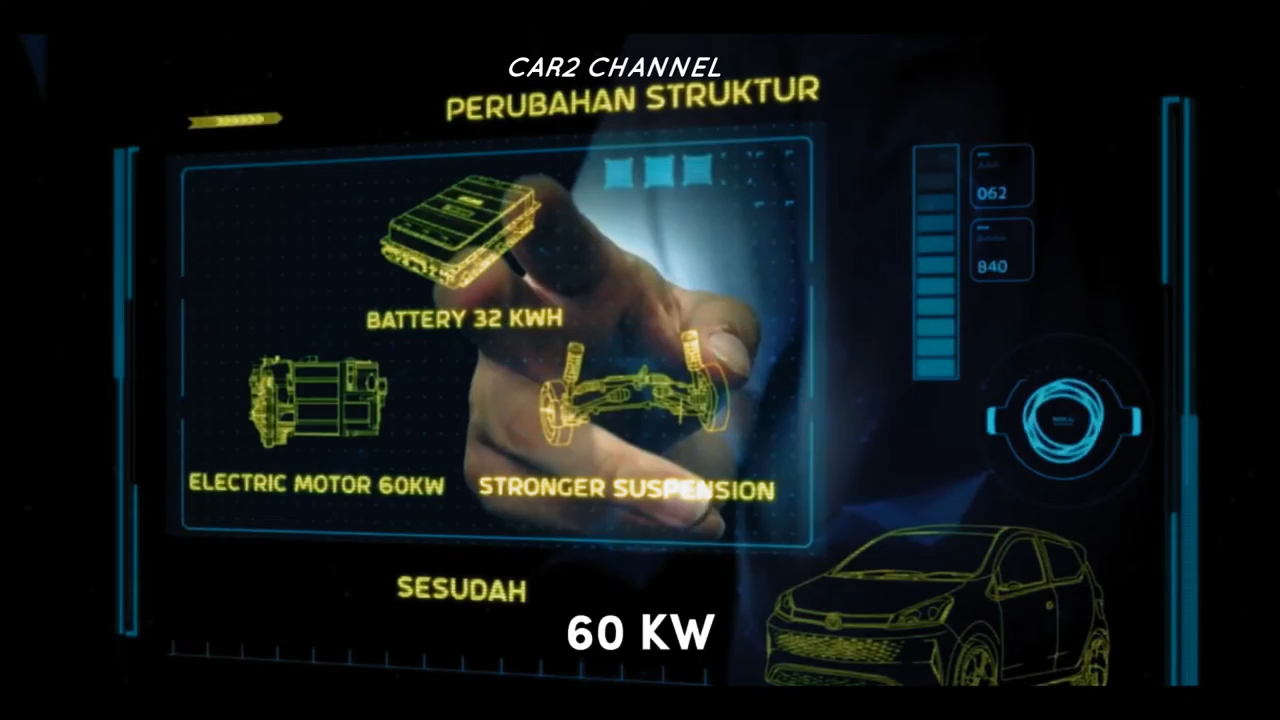 CAR2 CHANNEL
PERUBAHAN STRUKTUR
062
840
BATTERY 32 KWH
ELECTRIC MOTOR 60KW
STRONGER SUSPENSION
SESUDAH
60 KW